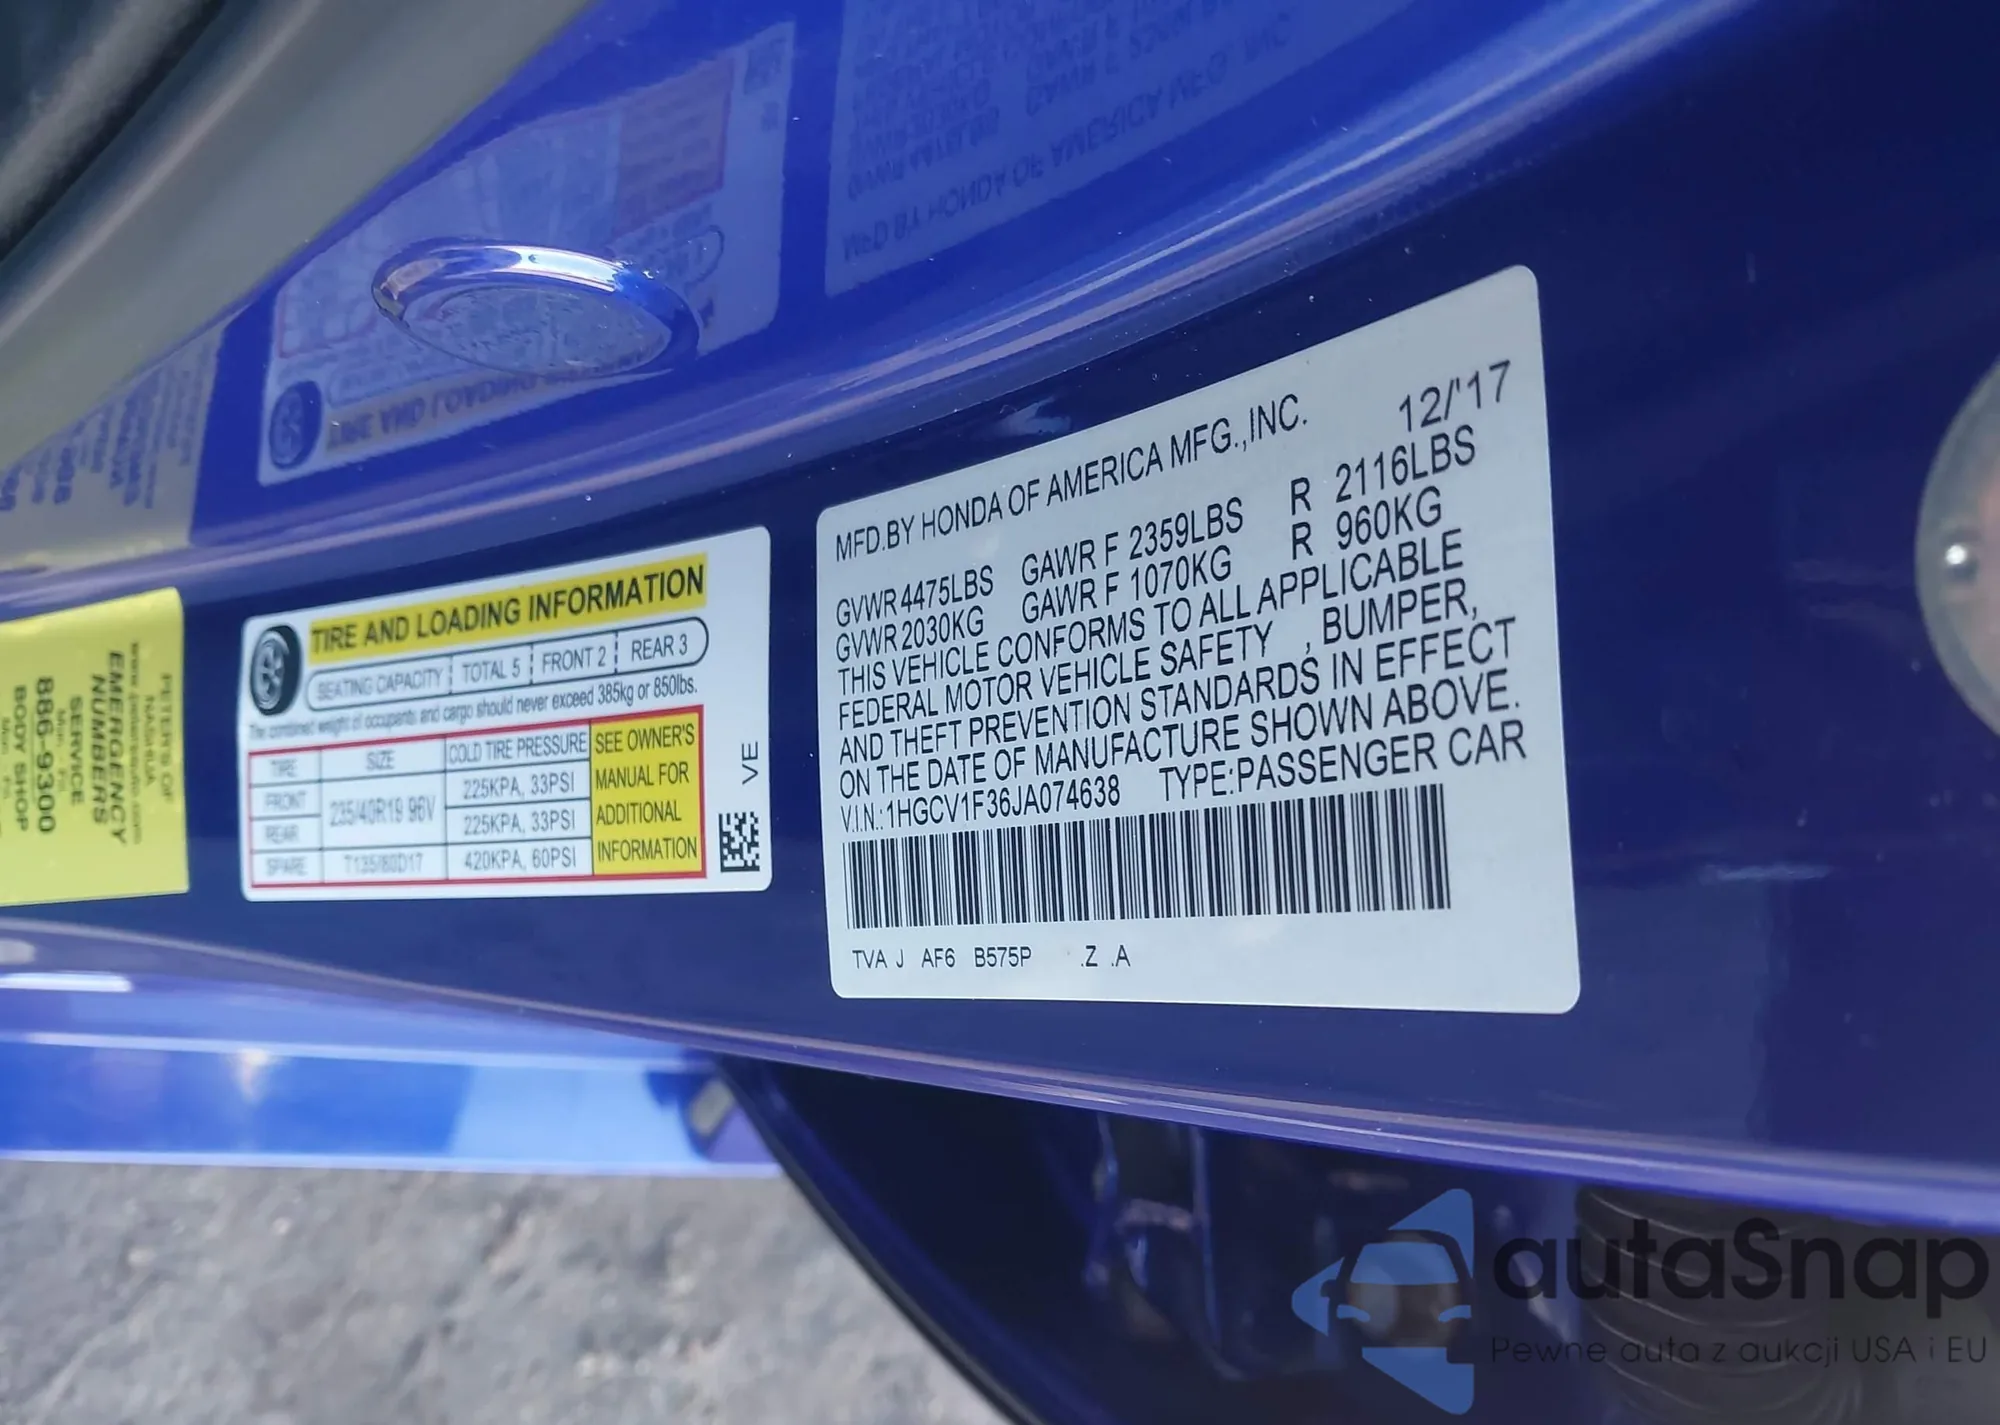 MFD.BY HONDA OF AMERICA MFG.,INC. 12/'17
GVWR 4475LBS GAWR F 2359LBS R 2116LBS
GVWR 2030KG GAWR F 1070KG R 960KG
THIS VEHICLE CONFORMS TO ALL APPLICABLE
FEDERAL MOTOR VEHICLE SAFETY , BUMPER,
AND THEFT PREVENTION STANDARDS IN EFFECT
ON THE DATE OF MANUFACTURE SHOWN ABOVE.
V.I.N.: 1HGCV1F36JA074638 TYPE:PASSENGER CAR
TVA J AF6 B575P .Z .A
TIRE AND LOADING INFORMATION
SEATING CAPACITY TOTAL 5 FRONT 2 REAR 3
The combined weight of occupants and cargo should never exceed 385kg or 850lbs.
TIRE SIZE COLD TIRE PRESSURE
FRONT 235/40R19 96V 225KPA, 33PSI
REAR 225KPA, 33PSI
SPARE T135/80D17 420KPA, 60PSI
SEE OWNER'S
MANUAL FOR
ADDITIONAL
INFORMATION
VE
PETERS OF
NASHUA
EMERGENCY
NUMBERS
SERVICE
886-9300
BODY SHOP
autaSnap
Pewne auta z aukcji USA i EU